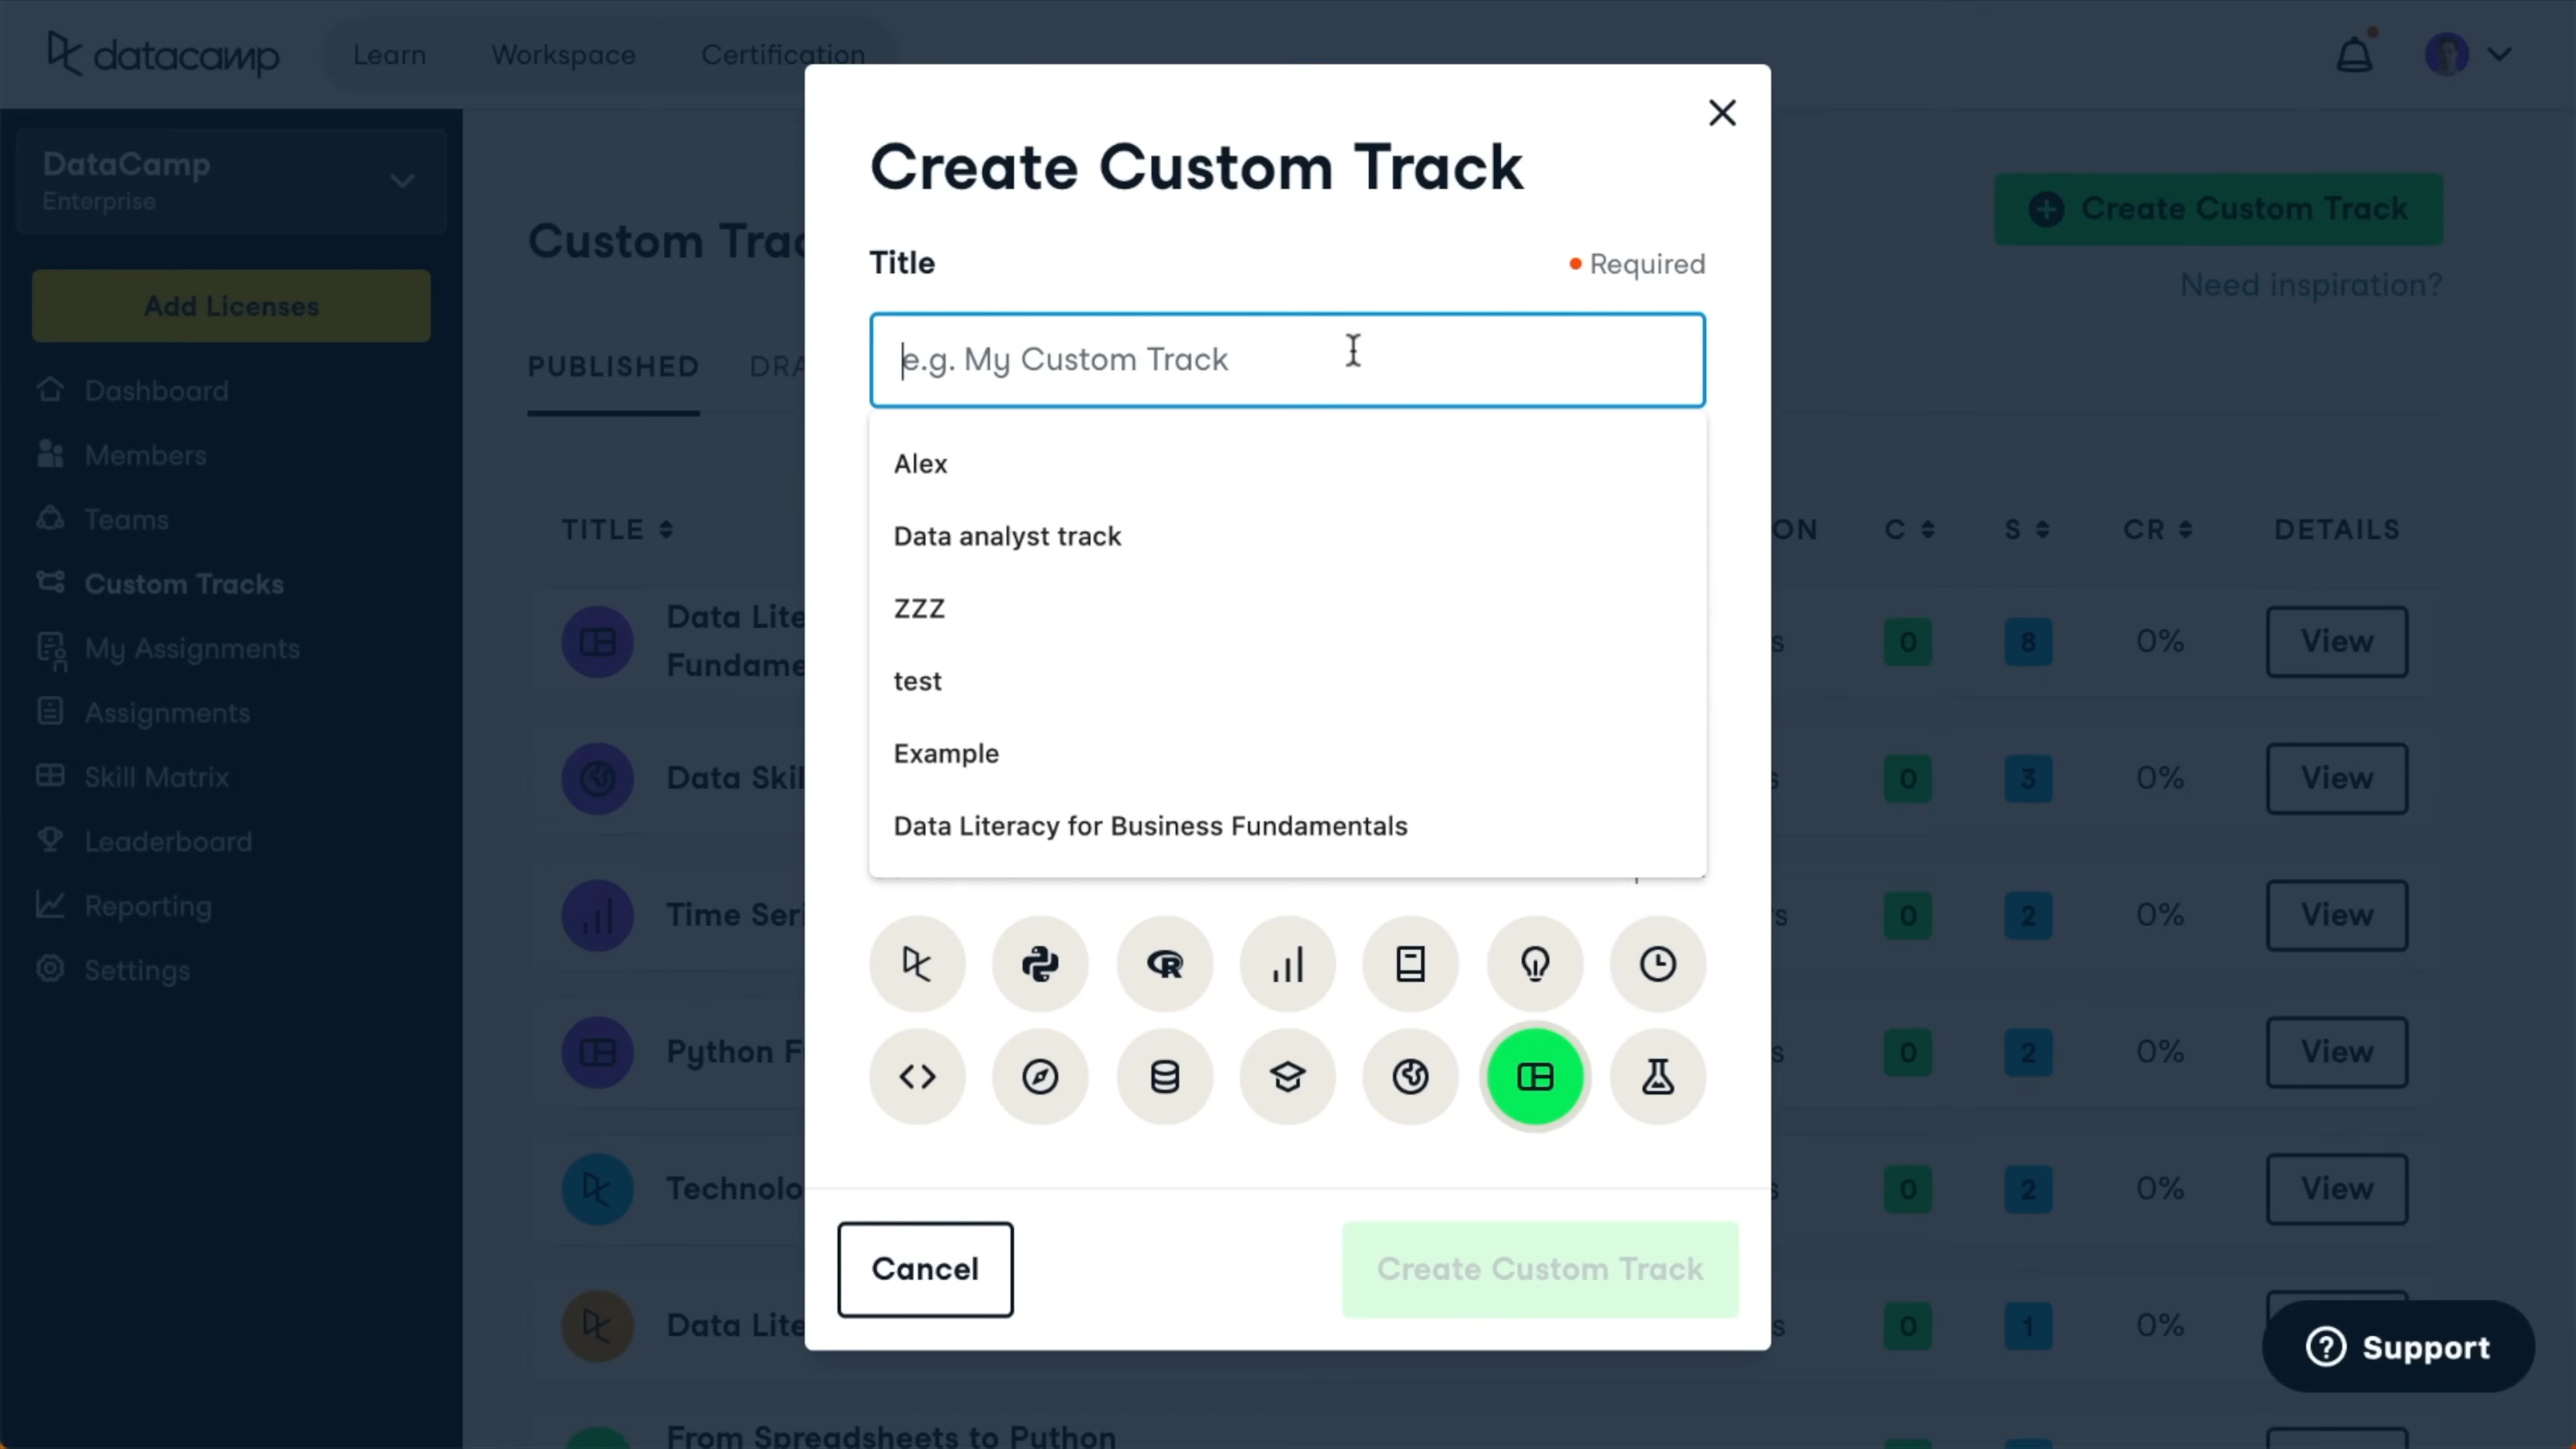 datacamp
Learn
Workspace
Certification
DataCamp
Enterprise
Add Licenses
Dashboard
Members
Teams
Custom Tracks
My Assignments
Assignments
Skill Matrix
Leaderboard
Reporting
Settings
Custom Trac
Create Custom Track
Need inspiration?
PUBLISHED DRA
TITLE ON C S CR DETAILS
Data Lite
Fundame
s 0 8 0% View
Data Skil s 0 3 0% View
Time Seri rs 0 2 0% View
Python F s 0 2 0% View
Technolo s 0 2 0% View
Data Lite s 0 1 0%
From Spreadsheets to Python
Create Custom Track
Title Required
e.g. My Custom Track
Alex
Data analyst track
ZZZ
test
Example
Data Literacy for Business Fundamentals
Cancel
Create Custom Track
Support